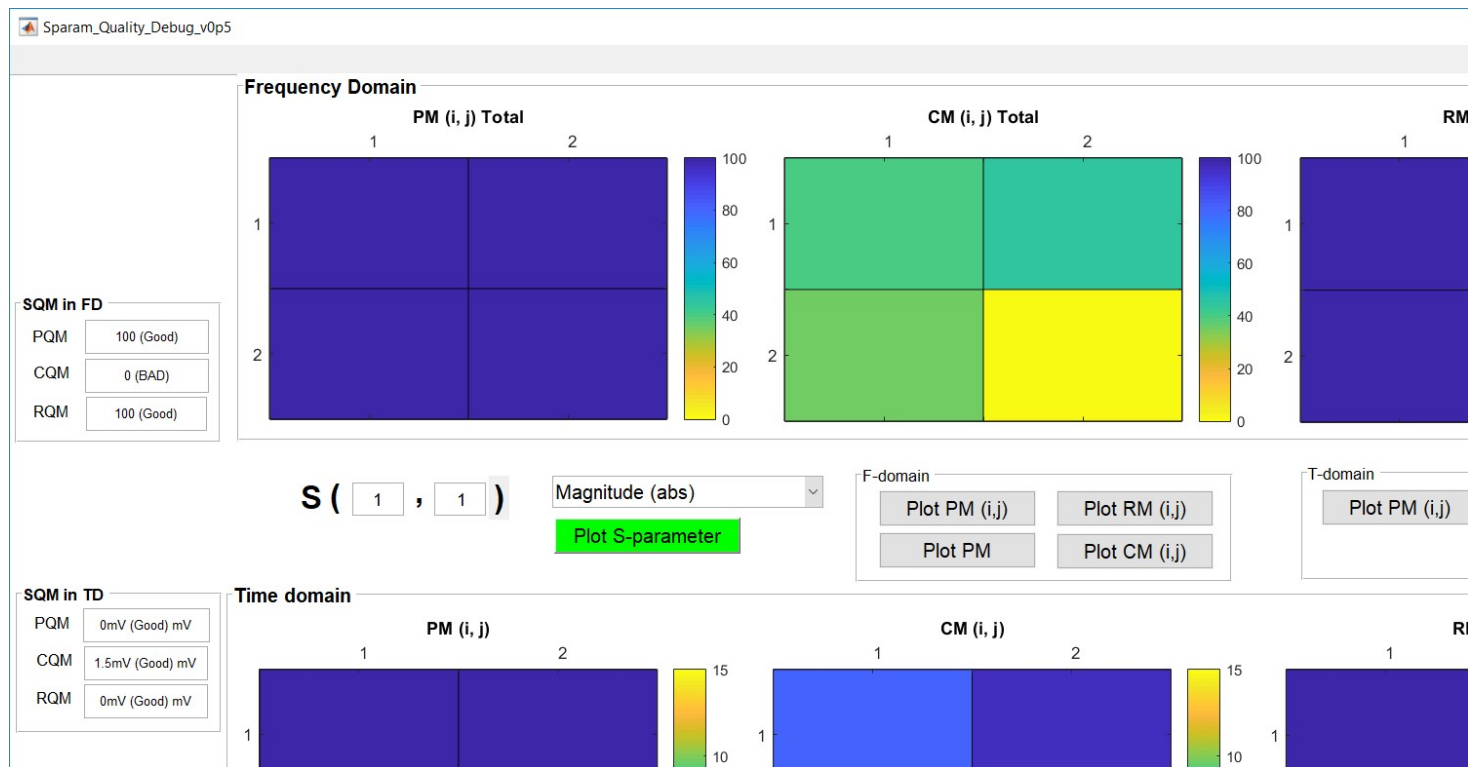 Sparam_Quality_Debug_v0p5
Frequency Domain
PM (i, j) Total
CM (i, j) Total
RM
1 2
1 2
1
100
80
60
40
20
0
100
80
60
40
20
0
1
2
1
2
1
2
SQM in FD
PQM 100 (Good)
CQM 0 (BAD)
RQM 100 (Good)
S ( 1 , 1 )
Magnitude (abs)
Plot S-parameter
F-domain
Plot PM (i,j) Plot RM (i,j)
Plot PM Plot CM (i,j)
T-domain
Plot PM (i,j)
SQM in TD
PQM 0mV (Good) mV
CQM 1.5mV (Good) mV
RQM 0mV (Good) mV
Time domain
PM (i, j)
CM (i, j)
1 2
1 2
1
15
10
15
10
1
1
1